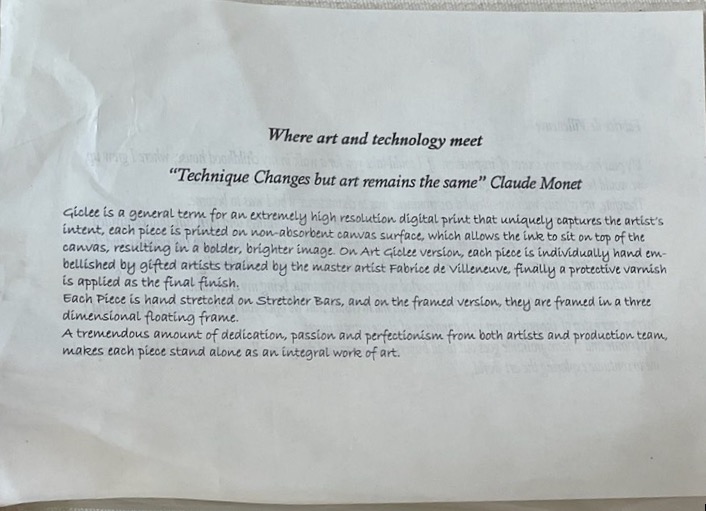 Where art and technology meet
“Technique Changes but art remains the same” Claude Monet
Giclee is a general term for an extremely high resolution digital print that uniquely captures the artist's
intent, each piece is printed on non-absorbent canvas surface, which allows the ink to sit on top of the
canvas, resulting in a bolder, brighter image. On Art Giclee version, each piece is individually hand em-
bellished by gifted artists trained by the master artist Fabrice de Villeneuve, finally a protective varnish
is applied as the final finish.
Each Piece is hand stretched on Stretcher Bars, and on the framed version, they are framed in a three
dimensional floating frame.
A tremendous amount of dedication, passion and perfectionism from both artists and production team,
makes each piece stand alone as an integral work of art.